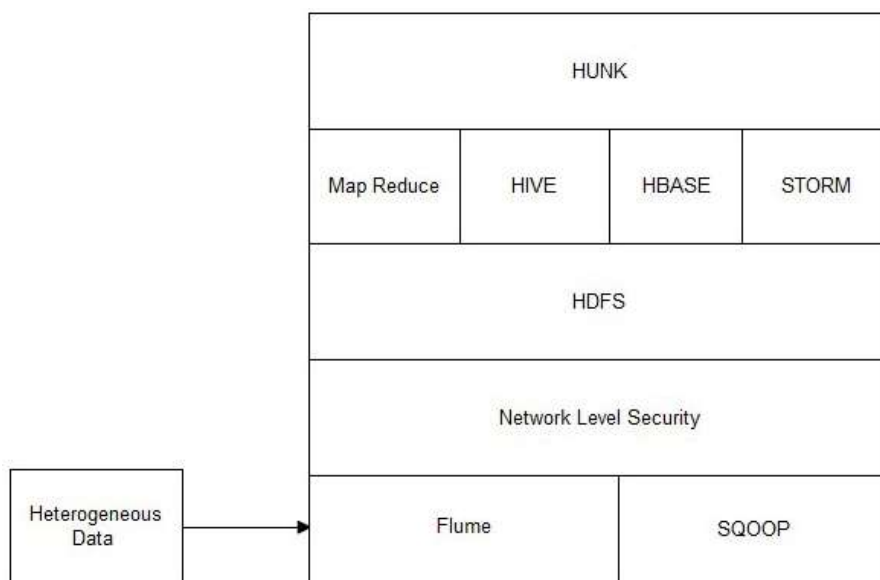 HUNK
Map Reduce
HIVE
HBASE
STORM
HDFS
Network Level Security
Heterogeneous
Data
Flume
SQOOP